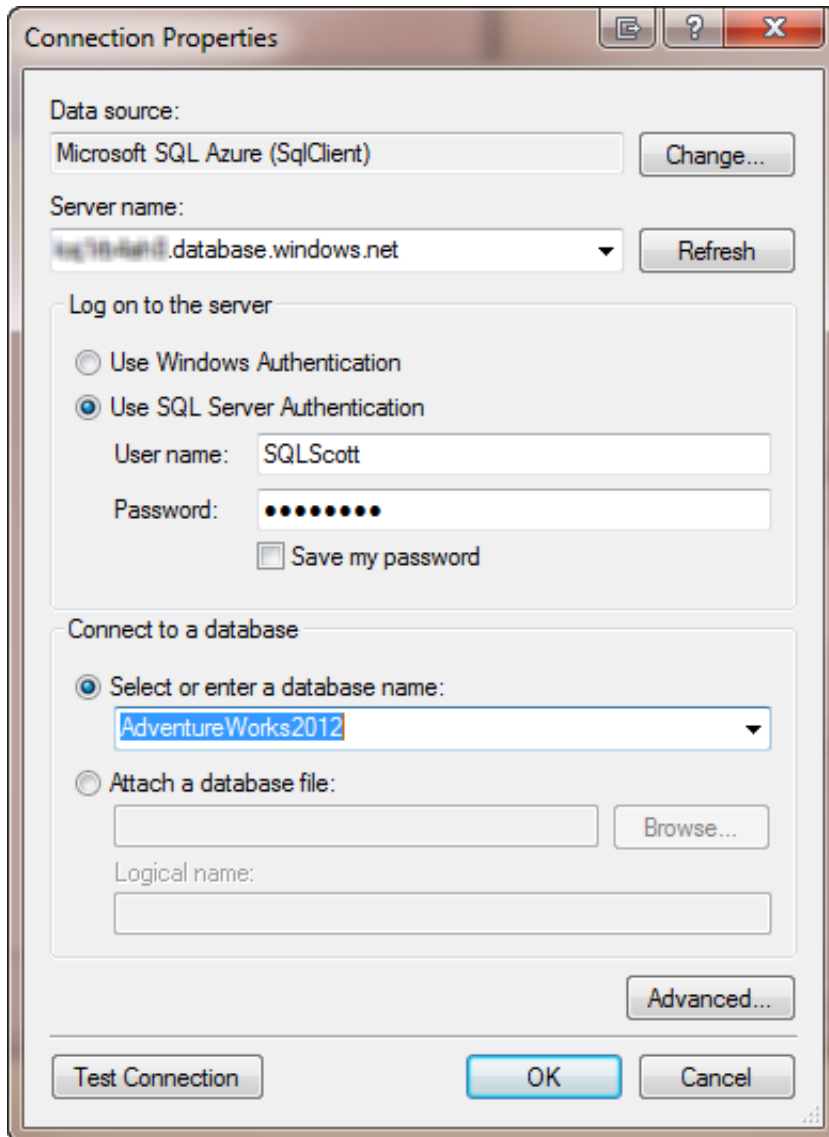 Connection Properties
Data source:
Microsoft SQL Azure (SqlClient)
Change...
Server name:
.database.windows.net
Refresh
Log on to the server
Use Windows Authentication
Use SQL Server Authentication
User name: SQLScott
Password: ●●●●●●●●
Save my password
Connect to a database
Select or enter a database name:
AdventureWorks2012
Attach a database file:
Browse...
Logical name:
Advanced...
Test Connection OK Cancel